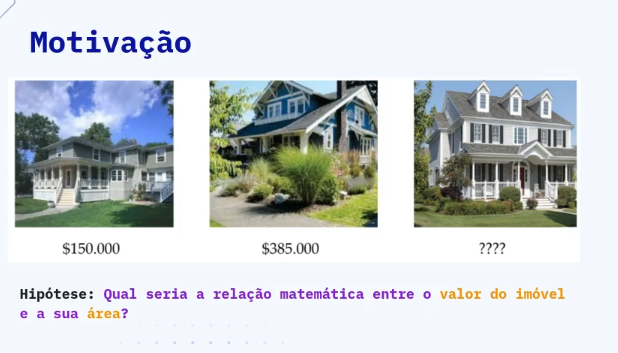 Motivação
$150.000
$385.000
????
Hipótese: Qual seria a relação matemática entre o valor do imóvel
e a sua área?